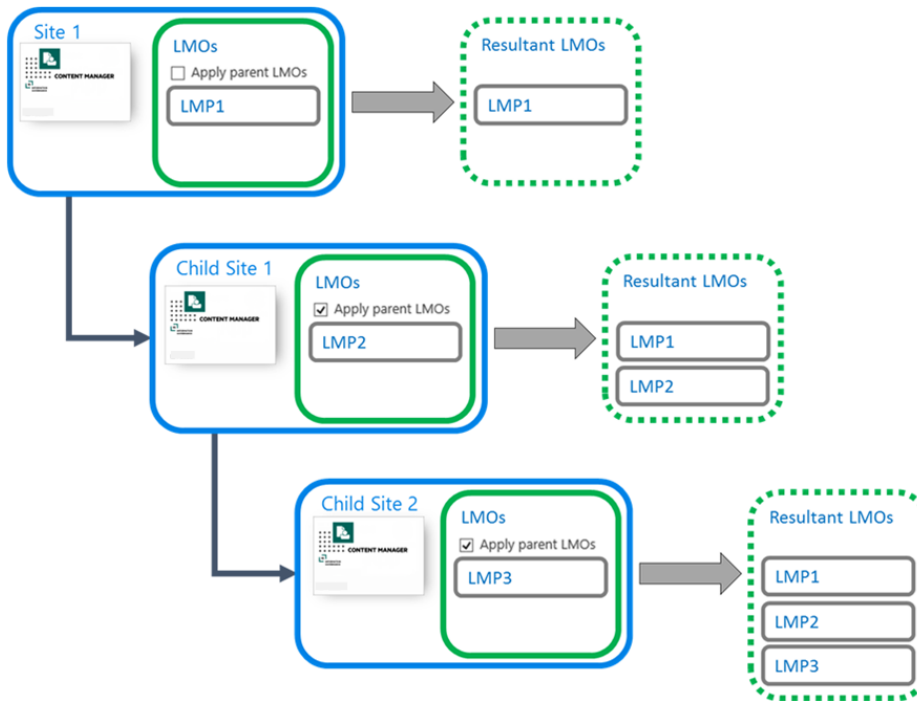 Site 1
CONTENT MANAGER
LMOs
Apply parent LMOs
LMP1
Resultant LMOs
LMP1
Child Site 1
CONTENT MANAGER
LMOs
Apply parent LMOs
LMP2
Resultant LMOs
LMP1
LMP2
Child Site 2
CONTENT MANAGER
LMOs
Apply parent LMOs
LMP3
Resultant LMOs
LMP1
LMP2
LMP3